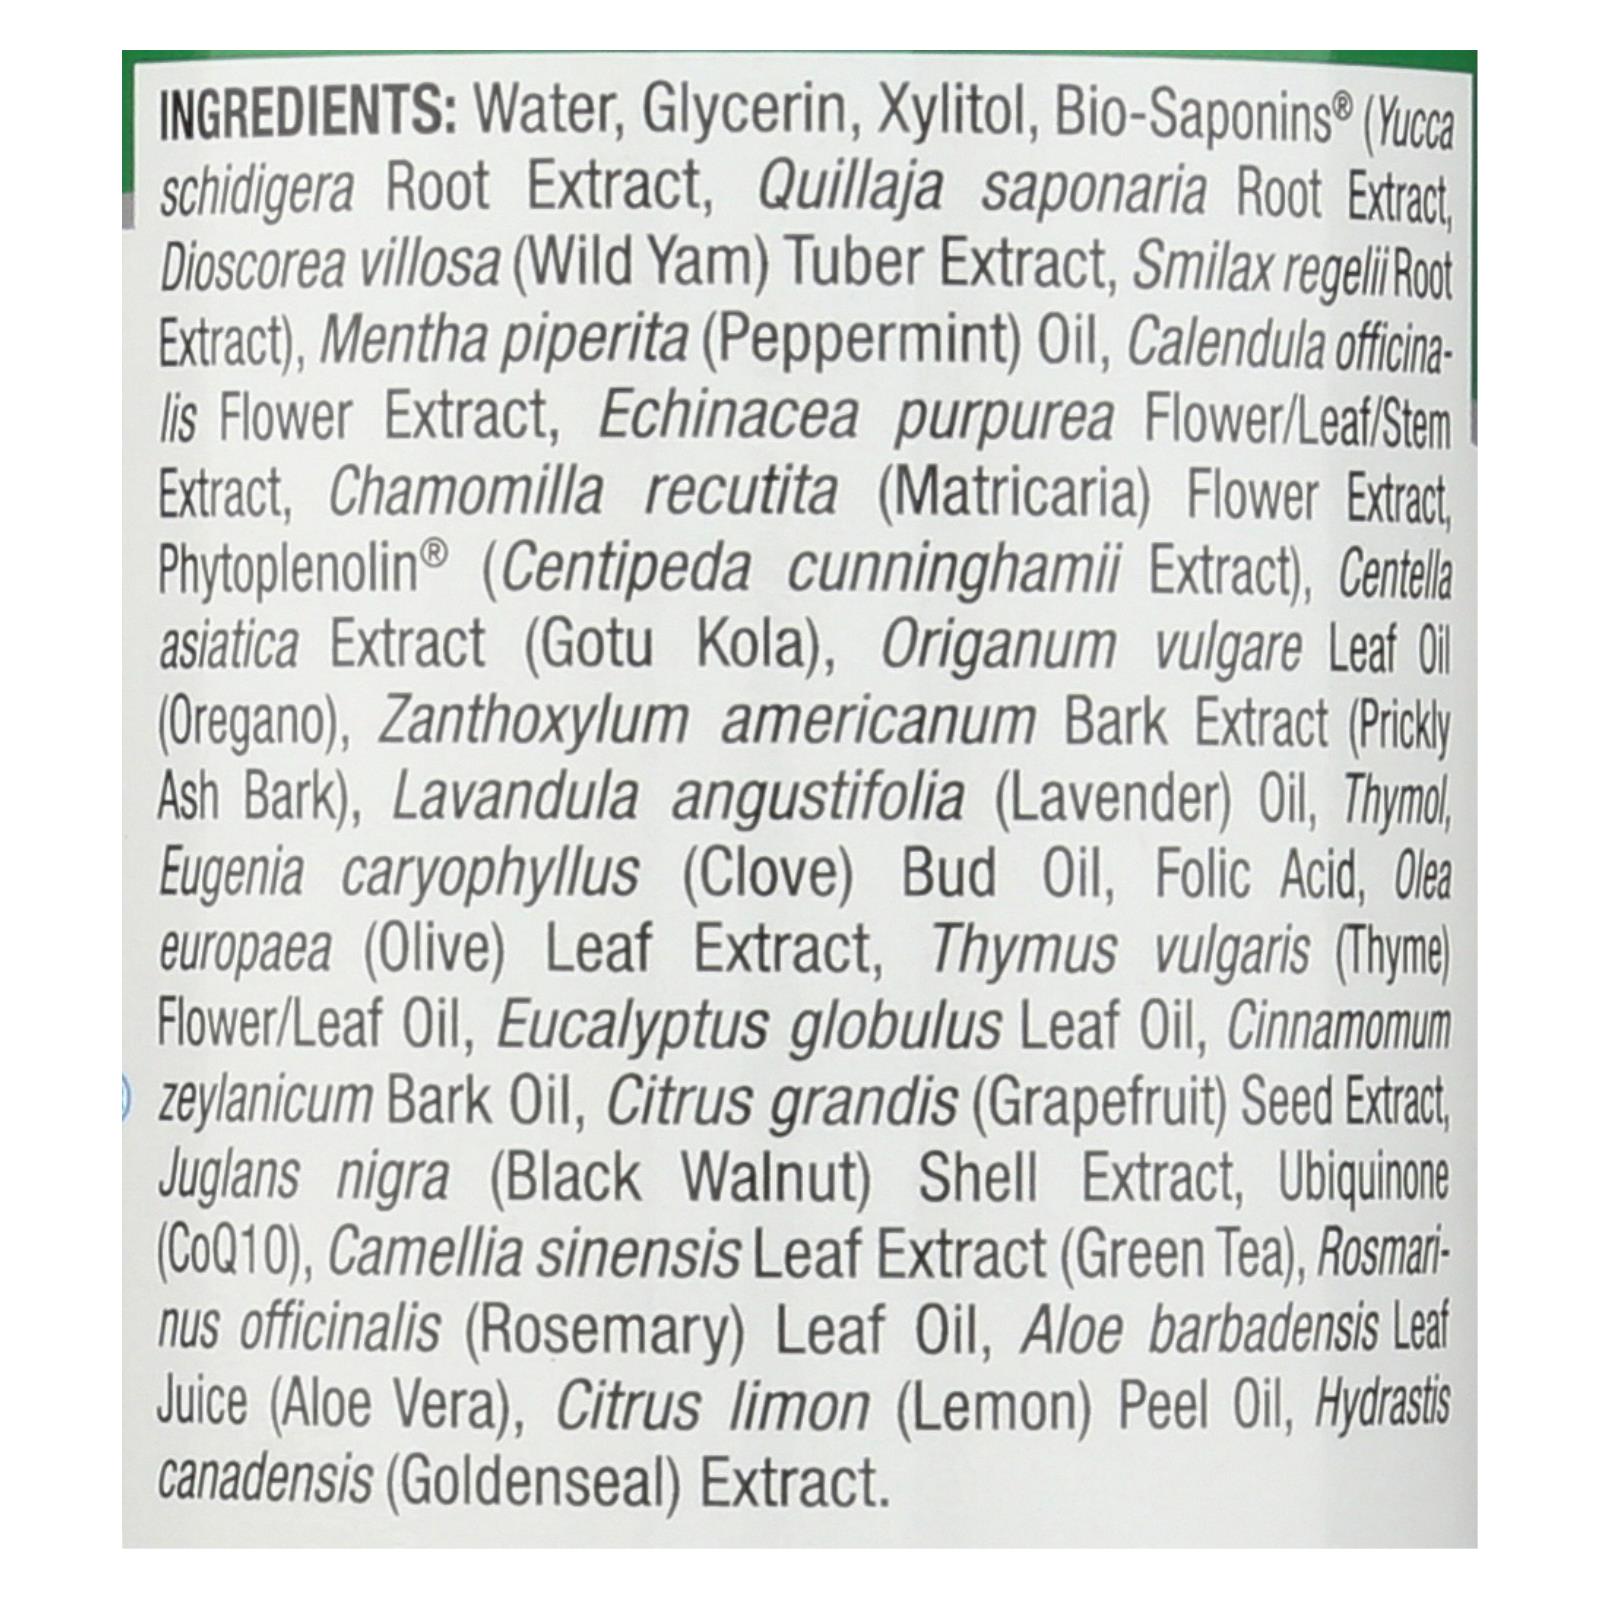 INGREDIENTS: Water, Glycerin, Xylitol, Bio-Saponins® (Yucca
schidigera Root Extract, Quillaja saponaria Root Extract,
Dioscorea villosa (Wild Yam) Tuber Extract, Smilax regelii Root
Extract), Mentha piperita (Peppermint) Oil, Calendula officina-
lis Flower Extract, Echinacea purpurea Flower/Leaf/Stem
Extract, Chamomilla recutita (Matricaria) Flower Extract,
Phytoplenolin® (Centipeda cunninghamii Extract), Centella
asiatica Extract (Gotu Kola), Origanum vulgare Leaf Oil
(Oregano), Zanthoxylum americanum Bark Extract (Prickly
Ash Bark), Lavandula angustifolia (Lavender) Oil, Thymol,
Eugenia caryophyllus (Clove) Bud Oil, Folic Acid, Olea
europaea (Olive) Leaf Extract, Thymus vulgaris (Thyme)
Flower/Leaf Oil, Eucalyptus globulus Leaf Oil, Cinnamomum
zeylanicum Bark Oil, Citrus grandis (Grapefruit) Seed Extract,
Juglans nigra (Black Walnut) Shell Extract, Ubiquinone
(CoQ10), Camellia sinensis Leaf Extract (Green Tea), Rosmari-
nus officinalis (Rosemary) Leaf Oil, Aloe barbadensis Leaf
Juice (Aloe Vera), Citrus limon (Lemon) Peel Oil, Hydrastis
canadensis (Goldenseal) Extract.